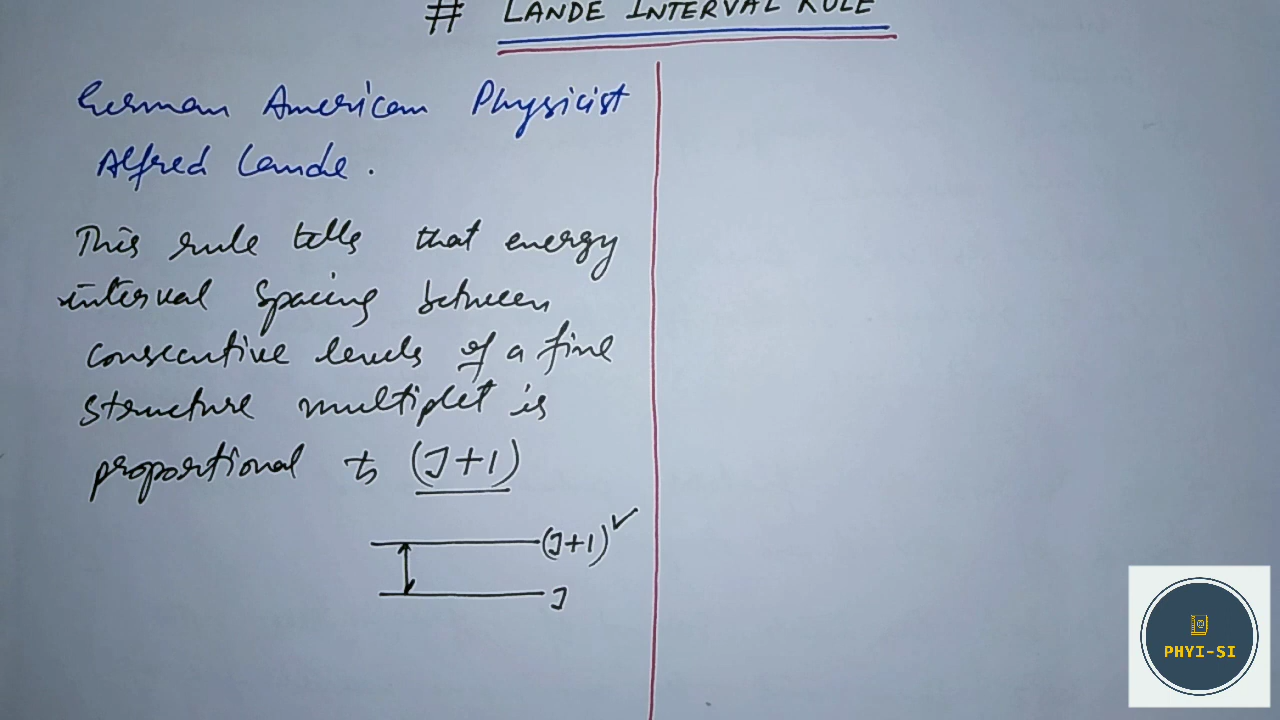 # LANDE INTERVAL RULE
German American Physicist
Alfred Lande.
This rule tells that energy
interval spacing between
consecutive levels of a fine
structure multiplet is
proportional to (J+1)
(J+1)✓
J
PHYI-SI